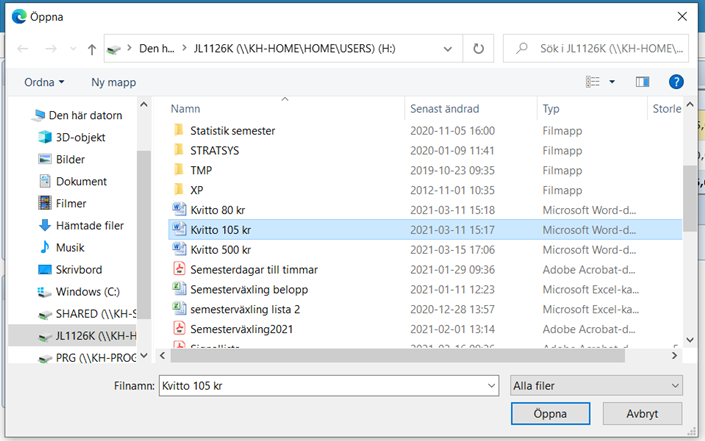 Öppna
Den h... > JL1126K (\\KH-HOME\HOME\USERS) (H:)
Sök i JL1126K (\\KH-HOME\...
Ordna
Ny mapp
Namn Senast ändrad Typ Storle
Den här datorn
3D-objekt
Bilder
Dokument
Filmer
Hämtade filer
Musik
Skrivbord
Windows (C:)
SHARED (\\KH-S
JL1126K (\\KH-H
PRG (\\KH-PROG
Statistik semester 2020-11-05 16:00 Filmapp
STRATSYS 2020-01-09 11:41 Filmapp
TMP 2019-10-23 09:35 Filmapp
XP 2012-11-01 10:35 Filmapp
Kvitto 80 kr 2021-03-11 15:18 Microsoft Word-d...
Kvitto 105 kr 2021-03-11 15:17 Microsoft Word-d...
Kvitto 500 kr 2021-03-15 17:06 Microsoft Word-d...
Semesterdagar till timmar 2021-01-29 09:36 Adobe Acrobat-d...
Semesterväxling belopp 2021-01-11 12:23 Microsoft Excel-ka...
semesterväxling lista 2 2020-12-28 13:57 Microsoft Excel-ka...
Semesterväxling2021 2021-02-01 13:14 Adobe Acrobat-d...
Filnamn: Kvitto 105 kr
Alla filer
Öppna
Avbryt